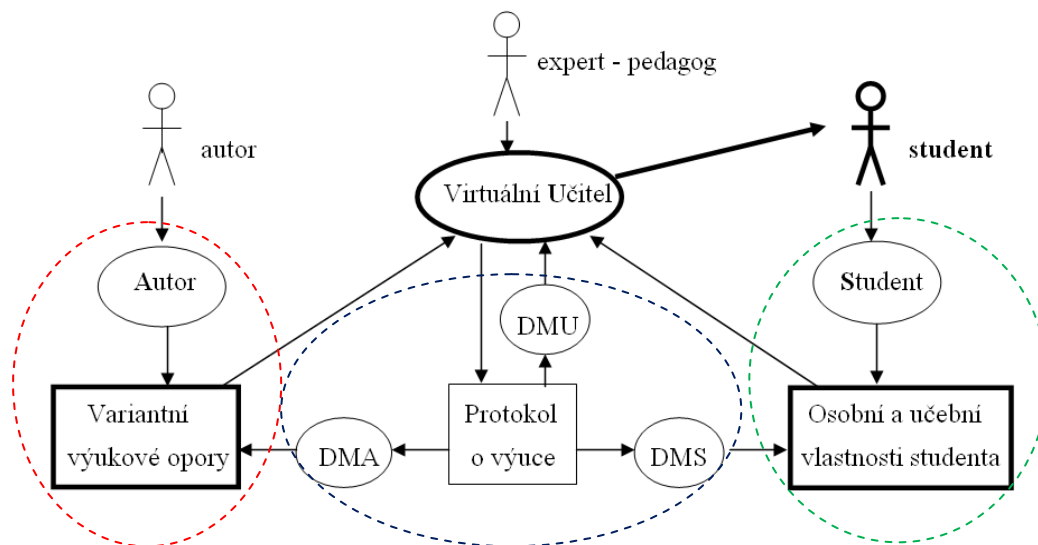 expert - pedagog
autor
student
Virtuální Učitel
Autor
Student
DMU
Variantní
výukové opory
DMA
Protokol
o výuce
DMS
Osobní a učební
vlastnosti studenta